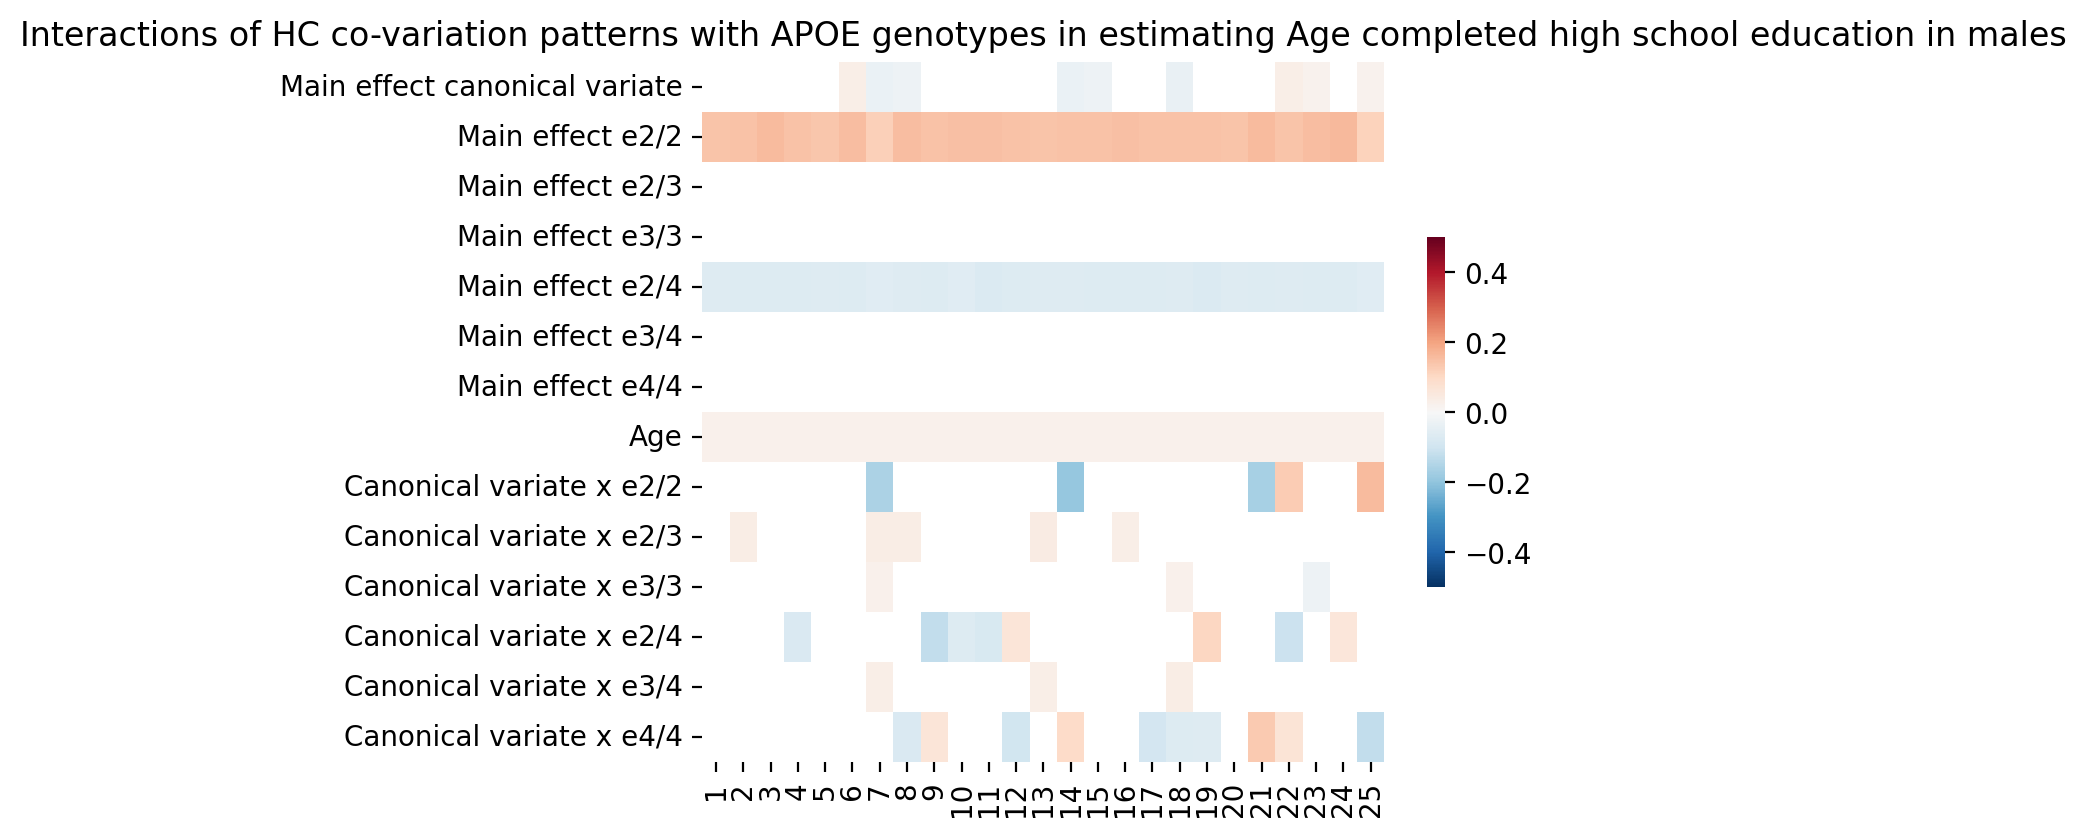 Interactions of HC co-variation patterns with APOE genotypes in estimating Age completed high school education in males
Main effect canonical variate
Main effect e2/2
Main effect e2/3
Main effect e3/3
Main effect e2/4
Main effect e3/4
Main effect e4/4
Age
Canonical variate x e2/2
Canonical variate x e2/3
Canonical variate x e3/3
Canonical variate x e2/4
Canonical variate x e3/4
Canonical variate x e4/4
1 2 3 4 5 6 7 8 9 10 11 12 13 14 15 16 17 18 19 20 21 22 23 24 25
0.4
0.2
0.0
−0.2
−0.4